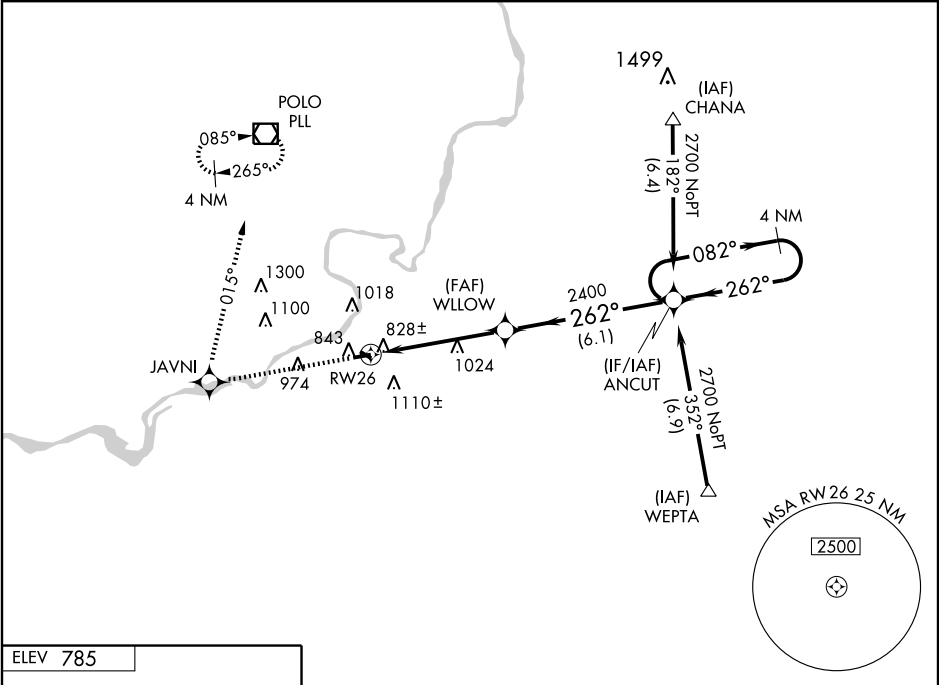 1499
(IAF)
CHANA
POLO
PLL
085°
265°
4 NM
2700 NoPT
182°
(6.4)
4 NM
082°
262°
015°
1300
1100
1018
(FAF)
WLLOW
2400
262°
(6.1)
843
828±
JAVNI
974
RW26
1024
1110±
(IF/IAF)
ANCUT
2700 NoPT
352°
(6.9)
(IAF)
WEPTA
MSA RW26 25 NM
2500
ELEV 785